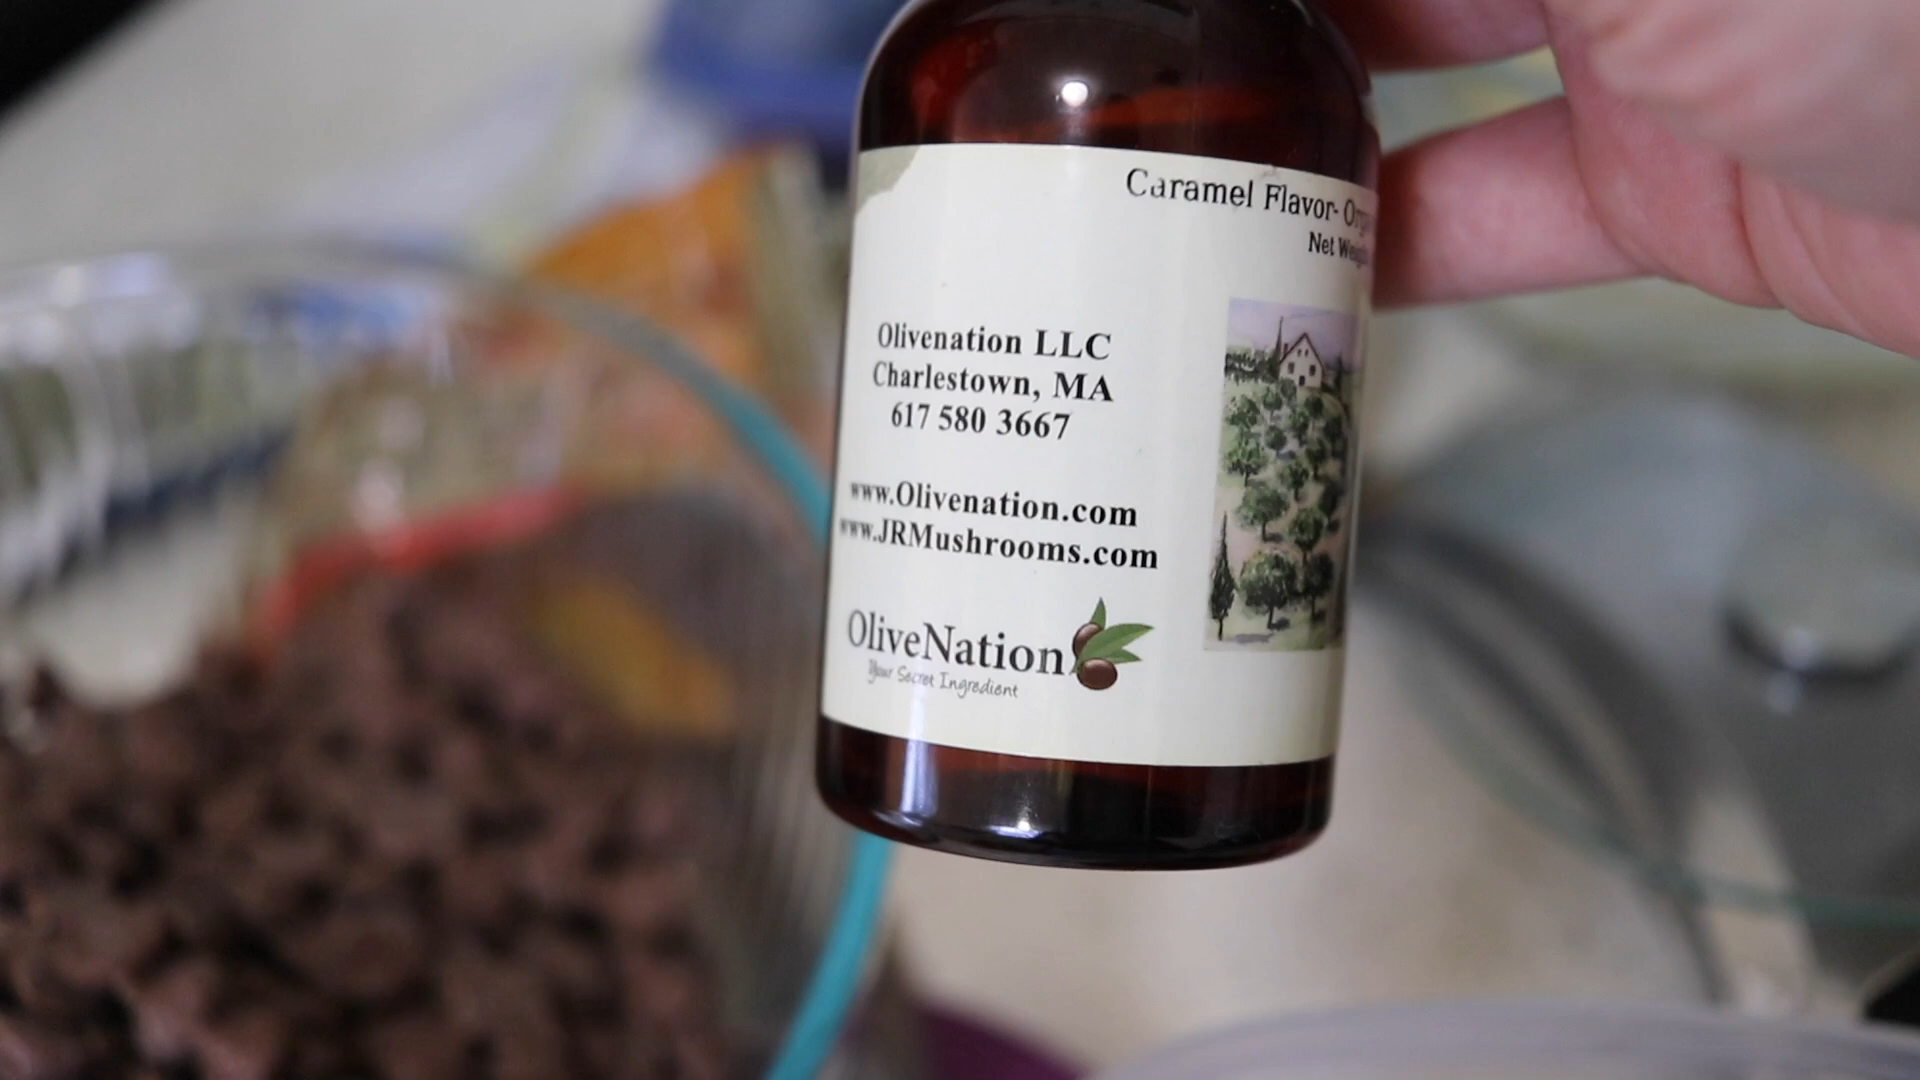 Caramel Flavor-
Net
Olivenation LLC
Charlestown, MA
617 580 3667
www.Olivenation.com
www.JRMushrooms.com
OliveNation
Your Secret Ingredient